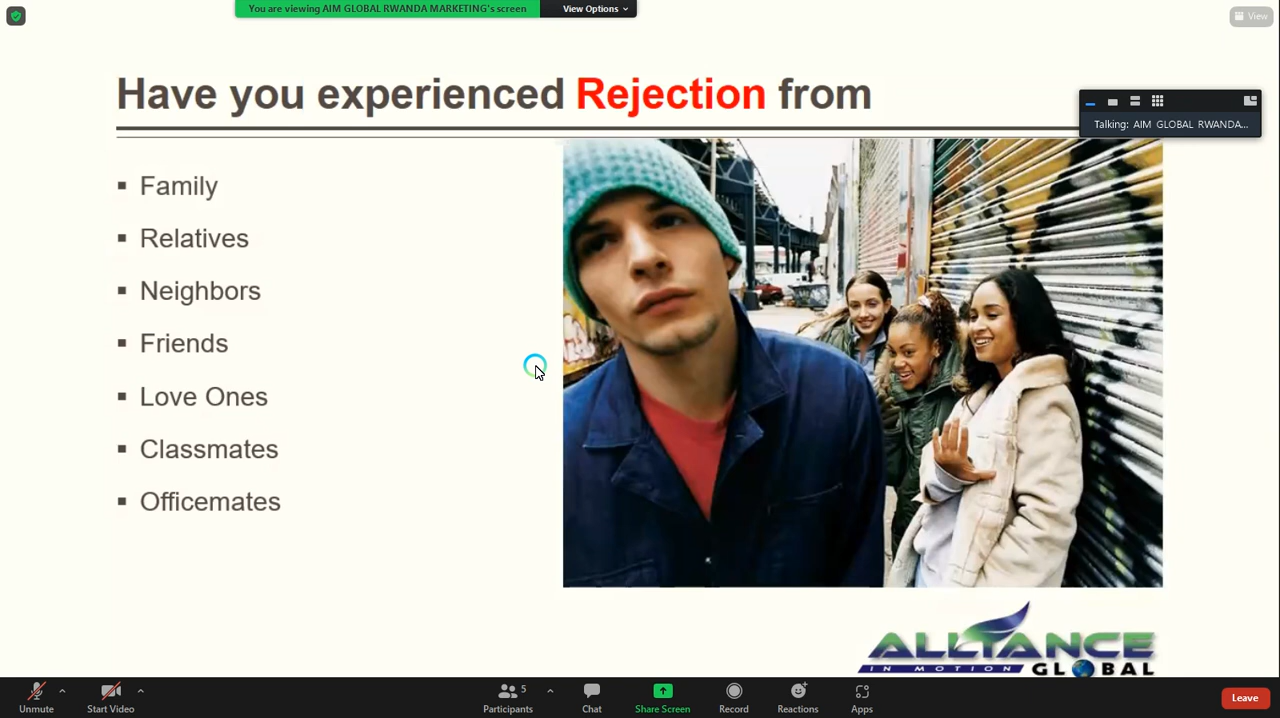 You are viewing AIM GLOBAL RWANDA MARKETING's screen
View Options
View
Have you experienced Rejection from
Talking: AIM GLOBAL RWANDA...
Family
Relatives
Neighbors
Friends
Love Ones
Classmates
Officemates
ALLIANCE
IN MOTION GLOBAL
5
Unmute
Start Video
Participants
Chat
Share Screen
Record
Reactions
Apps
Leave